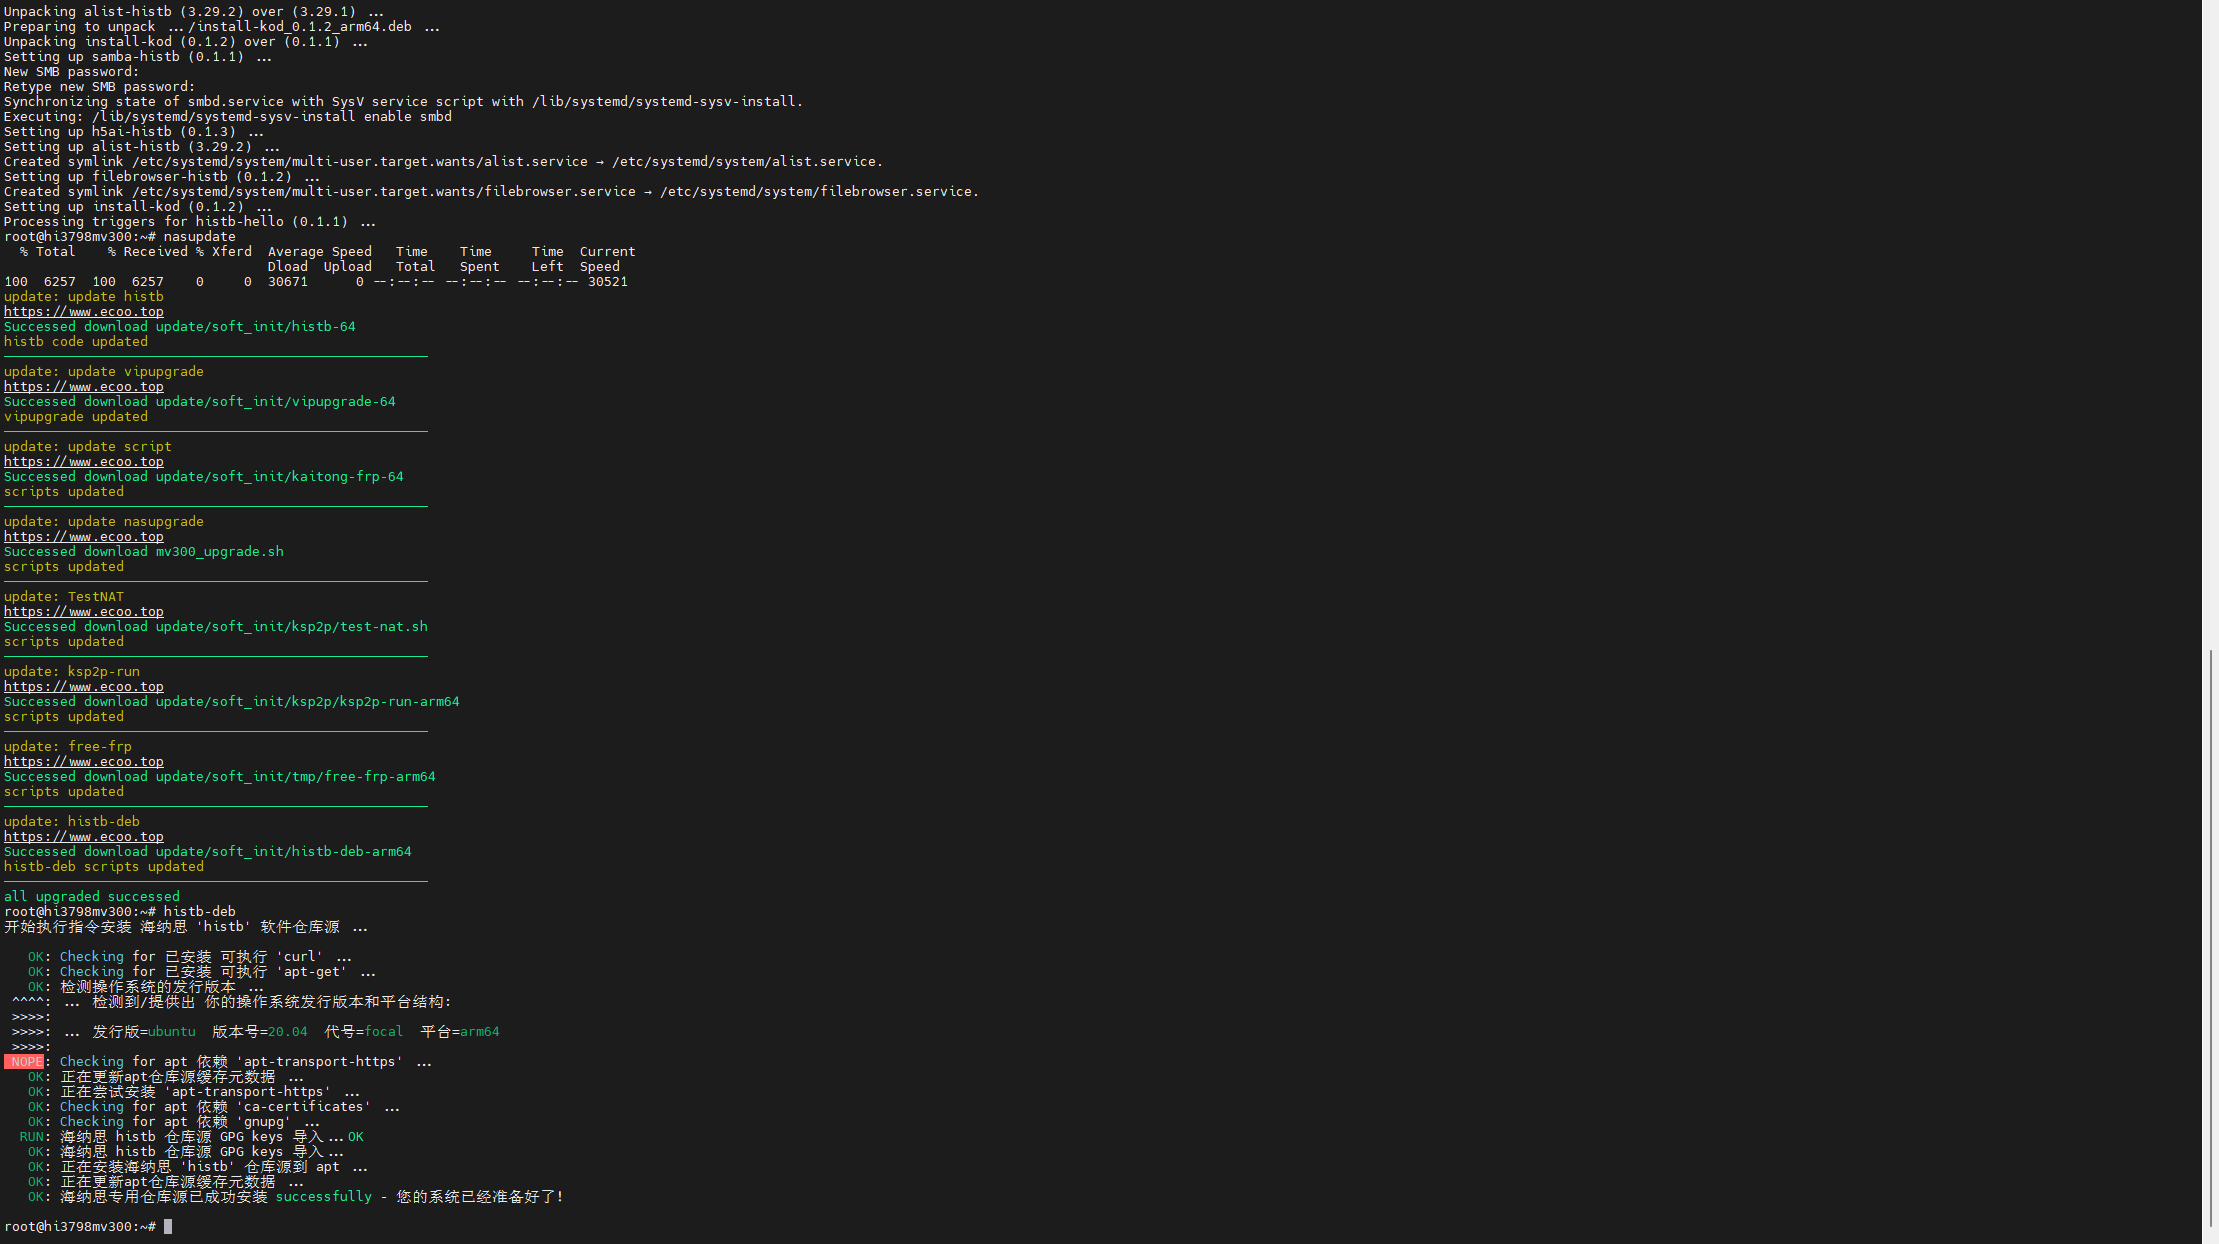 Unpacking alist-histb (3.29.2) over (3.29.1) ...
Preparing to unpack .../install-kod_0.1.2_arm64.deb ...
Unpacking install-kod (0.1.2) over (0.1.1) ...
Setting up samba-histb (0.1.1) ...
New SMB password:
Retype new SMB password:
Synchronizing state of smbd.service with SysV service script with /lib/systemd/systemd-sysv-install.
Executing: /lib/systemd/systemd-sysv-install enable smbd
Setting up h5ai-histb (0.1.3) ...
Setting up alist-histb (3.29.2) ...
Created symlink /etc/systemd/system/multi-user.target.wants/alist.service → /etc/systemd/system/alist.service.
Setting up filebrowser-histb (0.1.2) ...
Created symlink /etc/systemd/system/multi-user.target.wants/filebrowser.service → /etc/systemd/system/filebrowser.service.
Setting up install-kod (0.1.2) ...
Processing triggers for histb-hello (0.1.1) ...
root@hi3798mv300:~# nasupdate
  % Total    % Received % Xferd  Average Speed   Time    Time     Time  Current
                                 Dload  Upload   Total   Spent    Left  Speed
100  6257  100  6257    0     0  30671      0 --:--:-- --:--:-- --:--:-- 30521
update: update histb
https://www.ecoo.top
Successed download update/soft_init/histb-64
histb code updated
update: update vipupgrade
https://www.ecoo.top
Successed download update/soft_init/vipupgrade-64
vipupgrade updated
update: update script
https://www.ecoo.top
Successed download update/soft_init/kaitong-frp-64
scripts updated
update: update nasupgrade
https://www.ecoo.top
Successed download mv300_upgrade.sh
scripts updated
update: TestNAT
https://www.ecoo.top
Successed download update/soft_init/ksp2p/test-nat.sh
scripts updated
update: ksp2p-run
https://www.ecoo.top
Successed download update/soft_init/ksp2p/ksp2p-run-arm64
scripts updated
update: free-frp
https://www.ecoo.top
Successed download update/soft_init/tmp/free-frp-arm64
scripts updated
update: histb-deb
https://www.ecoo.top
Successed download update/soft_init/histb-deb-arm64
histb-deb scripts updated
all upgraded successed
root@hi3798mv300:~# histb-deb
开始执行指令安装 海纳思 'histb' 软件仓库源 ...
OK: Checking for 已安装 可执行 'curl' ...
OK: Checking for 已安装 可执行 'apt-get' ...
OK: 检测操作系统的发行版本 ...
^^^^: ... 检测到/提供出 你的操作系统发行版本和平台结构:
>>>>:
>>>>: ... 发行版=ubuntu  版本号=20.04  代号=focal  平台=arm64
>>>>:
NOPE: Checking for apt 依赖 'apt-transport-https' ...
OK: 正在更新apt仓库源缓存元数据 ...
OK: 正在尝试安装 'apt-transport-https' ...
OK: Checking for apt 依赖 'ca-certificates' ...
OK: Checking for apt 依赖 'gnupg' ...
RUN: 海纳思 histb 仓库源 GPG keys 导入...OK
OK: 海纳思 histb 仓库源 GPG keys 导入...
OK: 正在安装海纳思 'histb' 仓库源到 apt ...
OK: 正在更新apt仓库源缓存元数据 ...
OK: 海纳思专用仓库源已成功安装 successfully - 您的系统已经准备好了!
root@hi3798mv300:~#